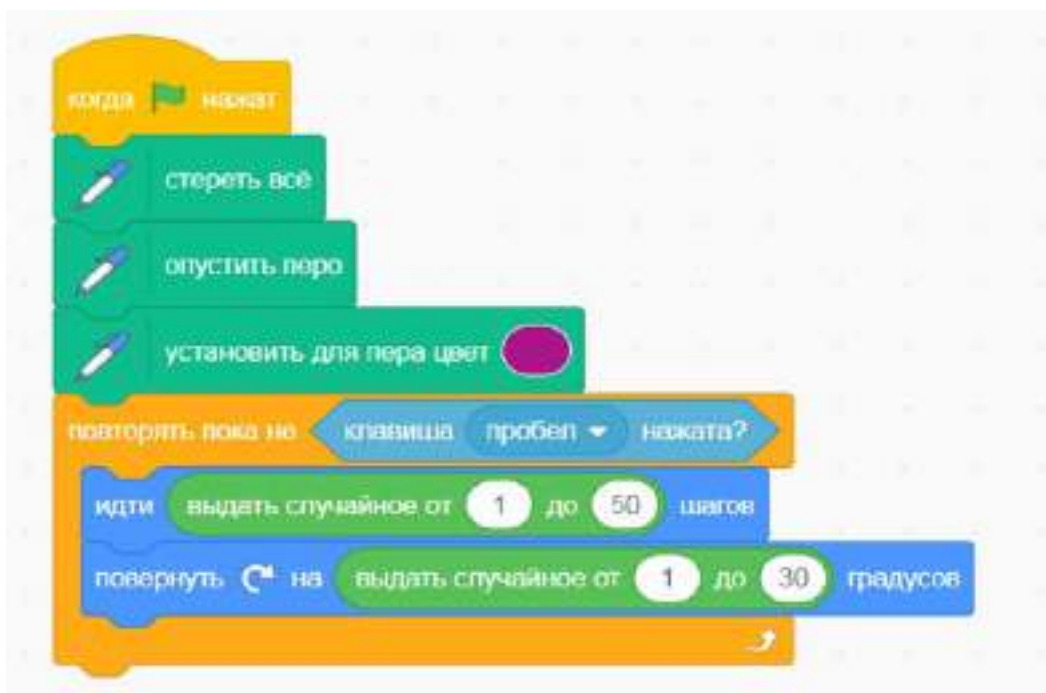 когда нажат
стереть всё
опустить перо
установить для пера цвет
повторять пока не клавиша пробел нажата?
идти выдать случайное от 1 до 50 шагов
повернуть на выдать случайное от 1 до 30 градусов